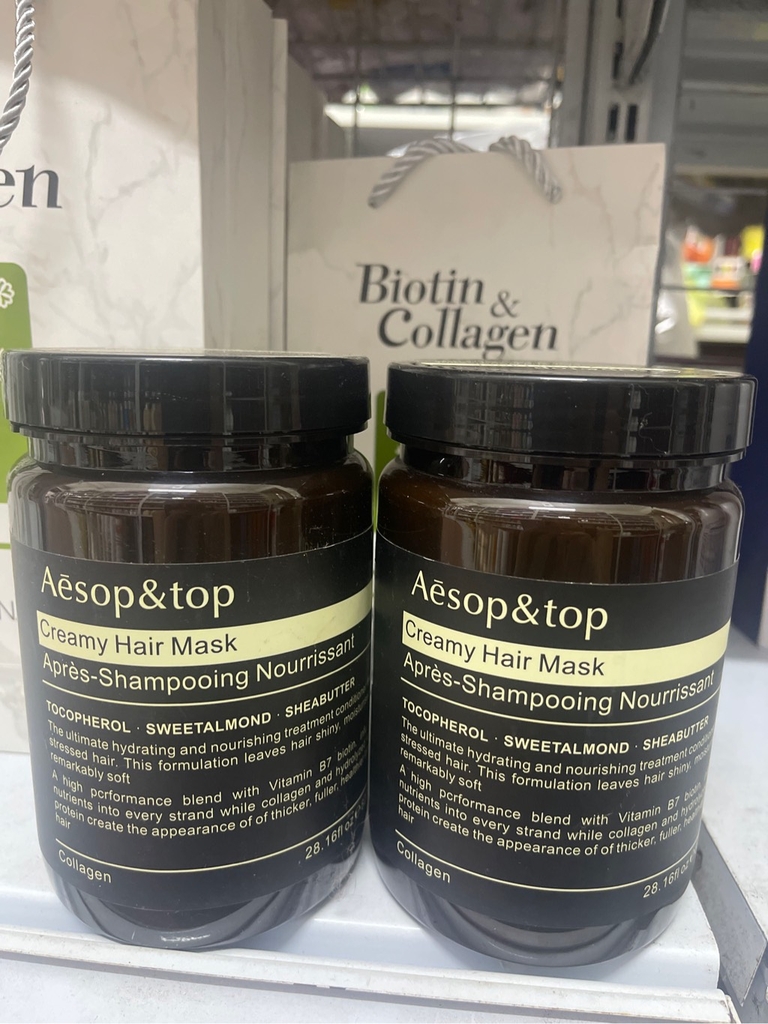 en
Biotin &
Collagen
Aēsop&top
Creamy Hair Mask
Après-Shampooing Nourrissant
TOCOPHEROL · SWEETALMOND · SHEABUTTER
The ultimate hydrating and nourishing treatment
stressed hair. This formulation leaves hair shiny,
remarkably soft
A high pcrformance blend with Vitamin B7 biotin,
nutrients into every strand while collagen and
protein create the appearance of of thicker, fuller,
hair
Collagen
28.16fl oz
Aēsop&top
Creamy Hair Mask
Après-Shampooing Nourrissant
TOCOPHEROL · SWEETALMOND · SHEABUTTER
The ultimate hydrating and nourishing treatment
stressed hair. This formulation leaves hair shiny,
remarkably soft
A high pcrformance blend with Vitamin B7 biotin,
nutrients into every strand while collagen and
protein create the appearance of of thicker, fuller,
hair
Collagen
28.16fl oz